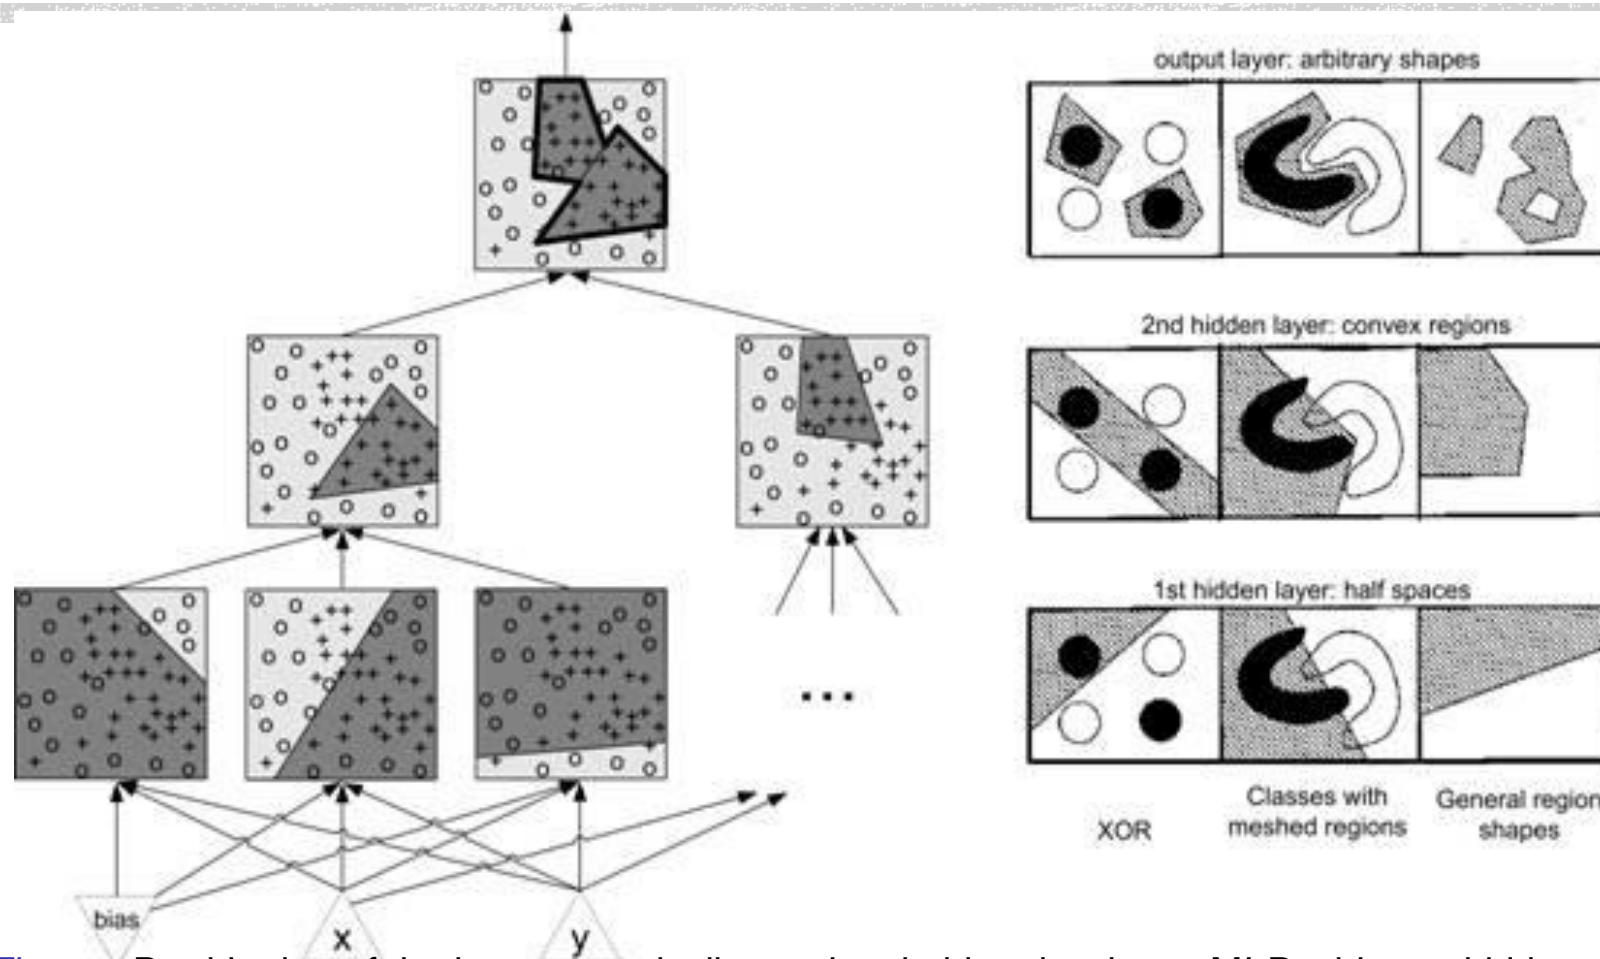 output layer: arbitrary shapes
2nd hidden layer: convex regions
1st hidden layer: half spaces
XOR
Classes with
meshed regions
General region
shapes
bias
x
y